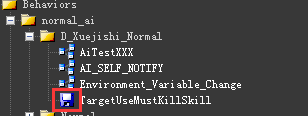 Behaviors
normal_ai
D_Xuejishi_Normal
AiTestXXX
AI_SELF_NOTIFY
Environment_Variable_Change
TargetUseMustKillSkill